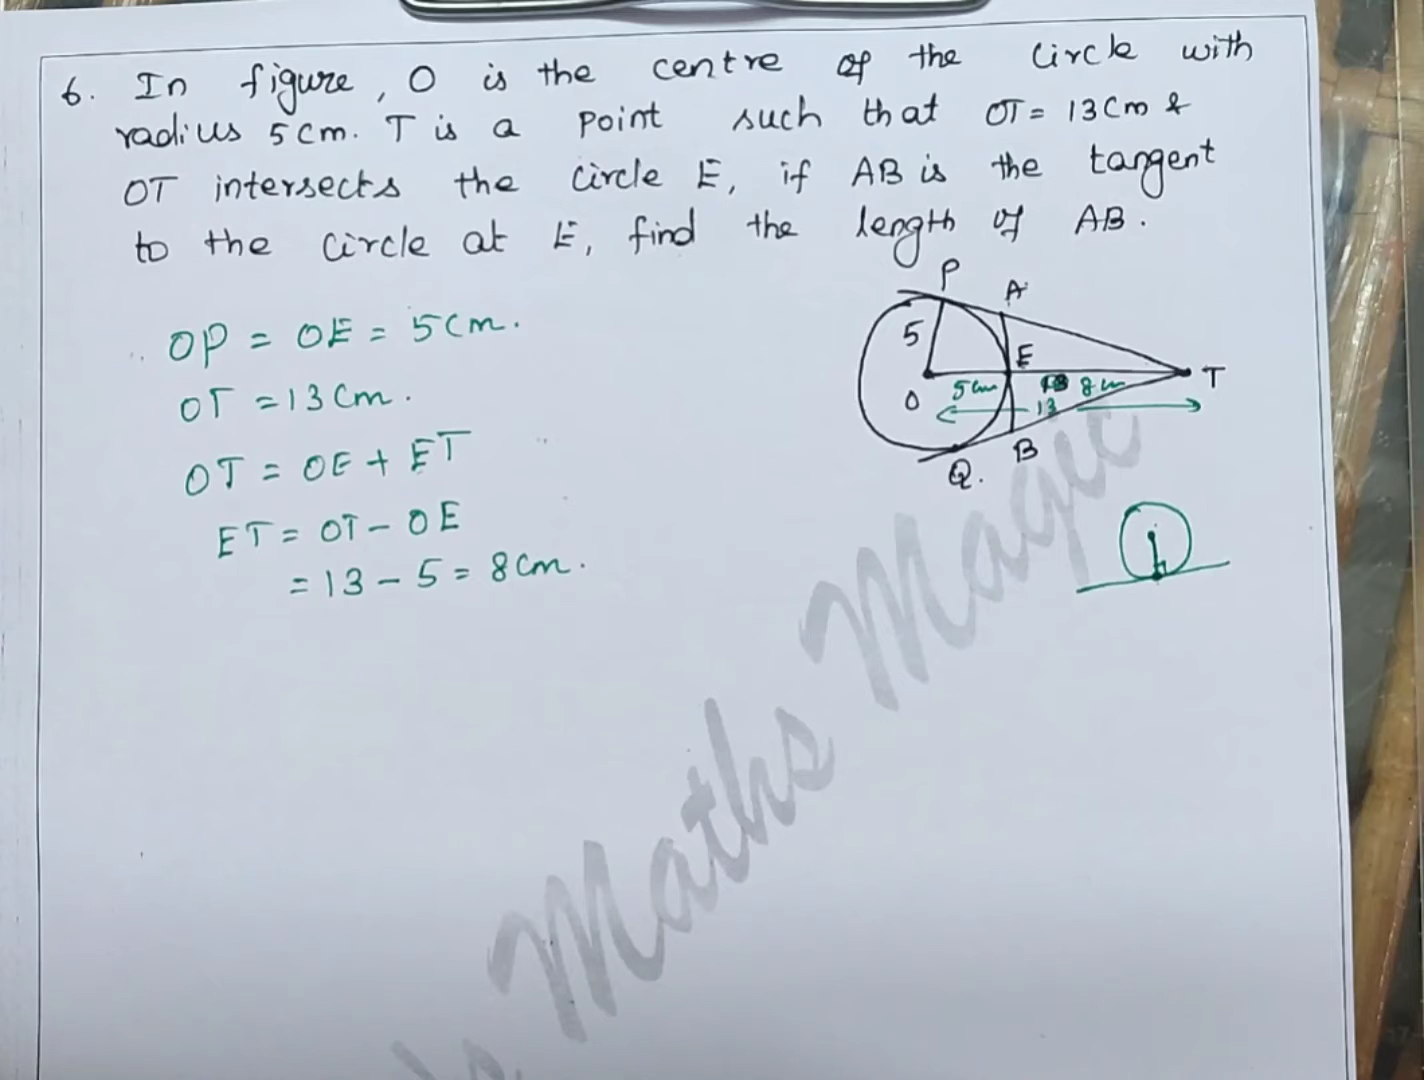 6. In figure, O is the centre of the circle with
radius 5cm. T is a point such that OT = 13cm &
OT intersects the circle E, if AB is the tangent
to the circle at E, find the length of AB.
OP = OE = 5cm.
OT = 13cm.
OT = OE + ET
ET = OT - OE
= 13 - 5 = 8cm.
P
A
5
E
O
5cm
8cm
T
13
B
Q.
Maths Magic